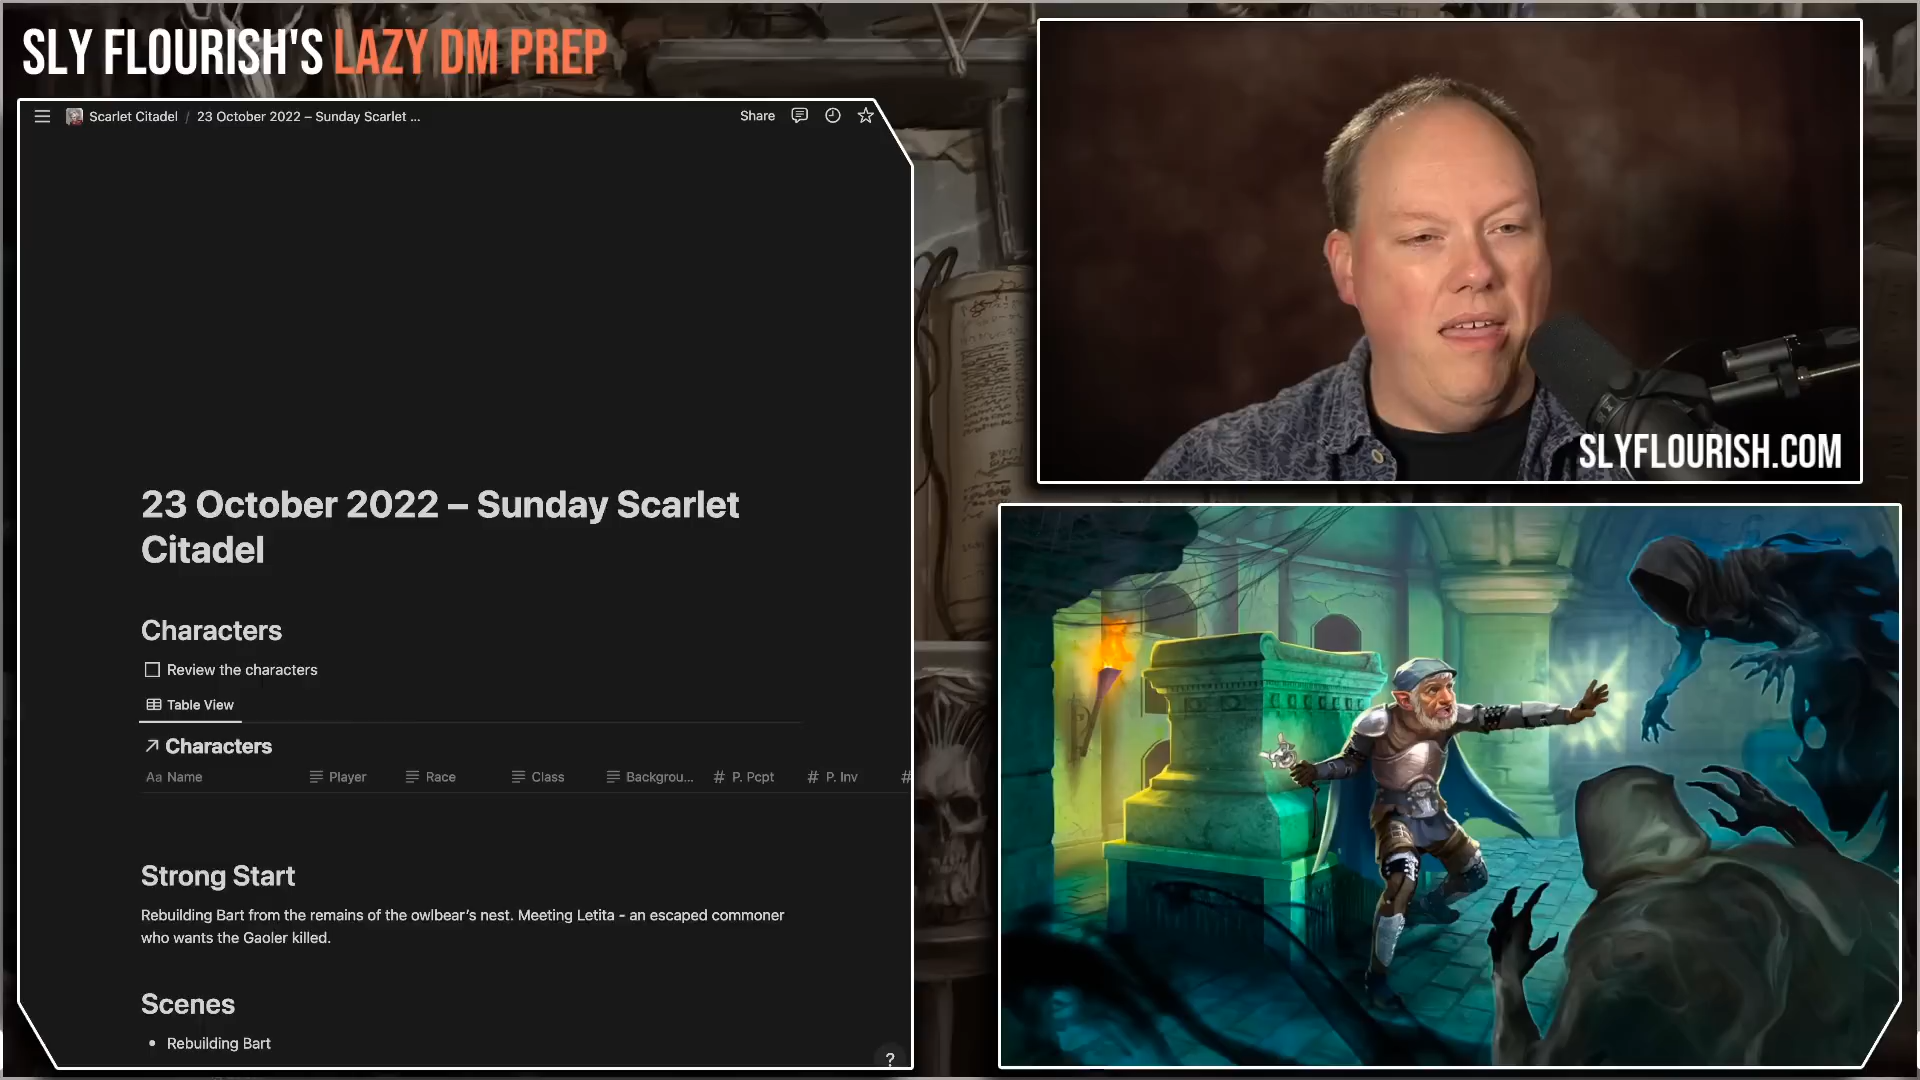 SLY FLOURISH'S LAZY DM PREP
Scarlet Citadel / 23 October 2022 – Sunday Scarlet ...
Share
23 October 2022 – Sunday Scarlet
Citadel
Characters
Review the characters
Table View
Characters
Aa Name Player Race Class Backgrou... # P. Pcpt # P. Inv #
Strong Start
Rebuilding Bart from the remains of the owlbear's nest. Meeting Letita - an escaped commoner
who wants the Gaoler killed.
Scenes
• Rebuilding Bart
?
SLYFLOURISH.COM